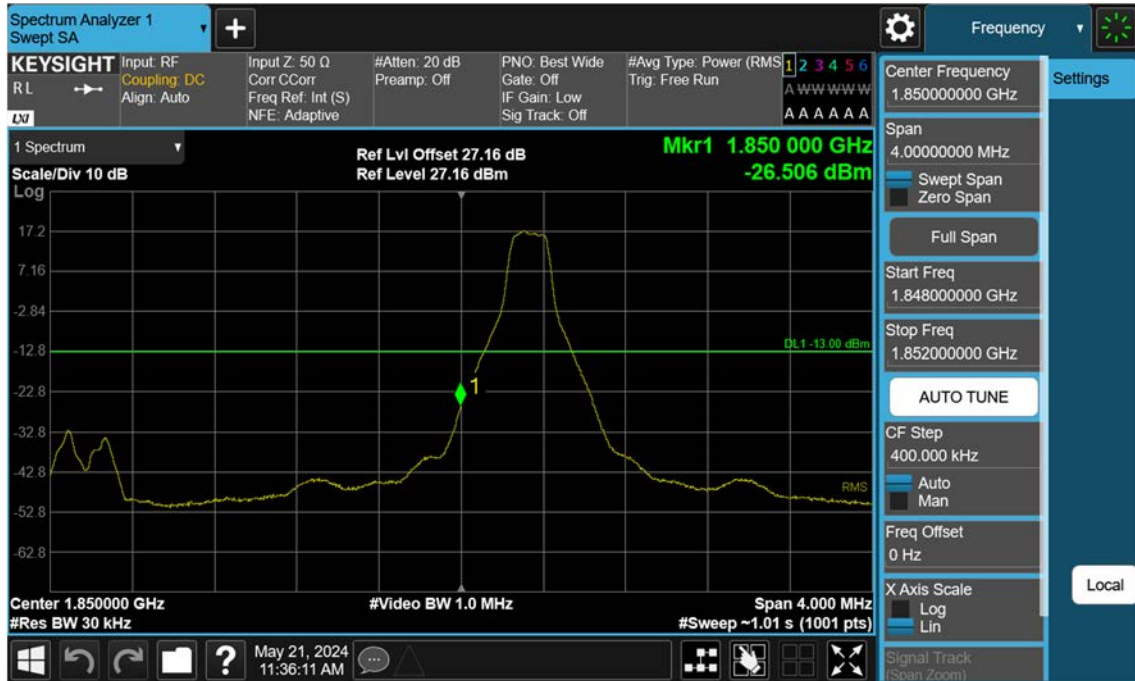 Spectrum Analyzer 1
Swept SA
Frequency
KEYSIGHT
R L
LXI
Input: RF
Coupling: DC
Align: Auto
Input Z: 50 Ω
Corr CCorr
Freq Ref: Int (S)
NFE: Adaptive
#Atten: 20 dB
Preamp: Off
PNO: Best Wide
Gate: Off
IF Gain: Low
Sig Track: Off
#Avg Type: Power (RMS
Trig: Free Run
1 2 3 4 5 6
A W W W W W
A A A A A A
1 Spectrum
Scale/Div 10 dB
Log
Ref Lvl Offset 27.16 dB
Ref Level 27.16 dBm
Mkr1 1.850 000 GHz
-26.506 dBm
17.2
7.16
-2.84
-12.8
-22.8
-32.8
-42.8
-52.8
-62.8
DL1 -13.00 dBm
1
RMS
Center 1.850000 GHz
#Res BW 30 kHz
#Video BW 1.0 MHz
Span 4.000 MHz
#Sweep ~1.01 s (1001 pts)
Center Frequency
1.850000000 GHz
Span
4.00000000 MHz
Swept Span
Zero Span
Full Span
Start Freq
1.848000000 GHz
Stop Freq
1.852000000 GHz
AUTO TUNE
CF Step
400.000 kHz
Auto
Man
Freq Offset
0 Hz
X Axis Scale
Log
Lin
Signal Track
(Span Zoom)
Settings
Local
May 21, 2024
11:36:11 AM